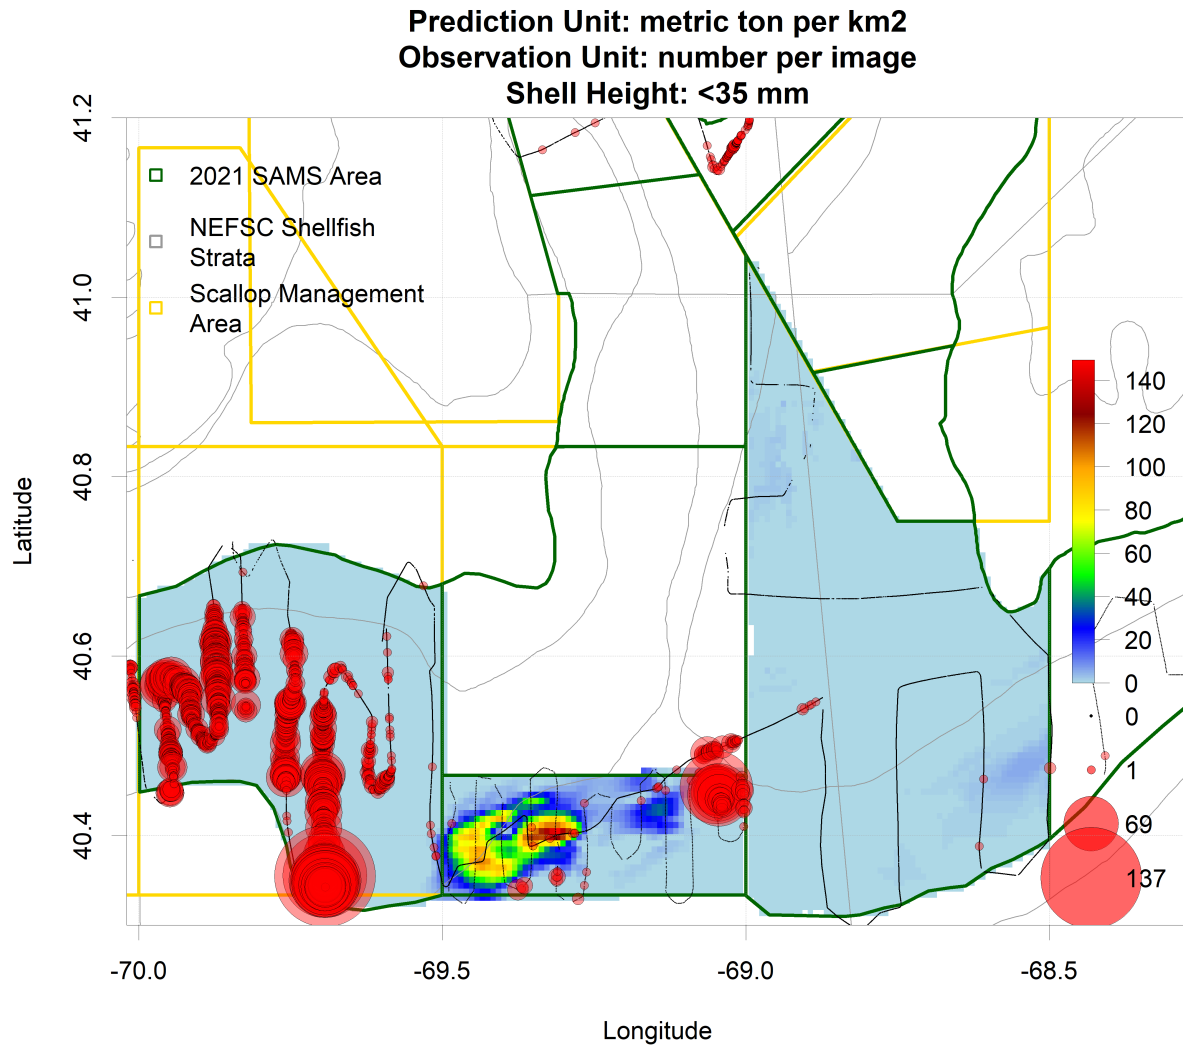 Prediction Unit: metric ton per km2
Observation Unit: number per image
Shell Height: <35 mm
41.2
41.0
40.8
40.6
40.4
Latitude
2021 SAMS Area
NEFSC Shellfish
Strata
Scallop Management
Area
140
120
100
80
60
40
20
0
0
1
69
137
-70.0
-69.5
-69.0
-68.5
Longitude